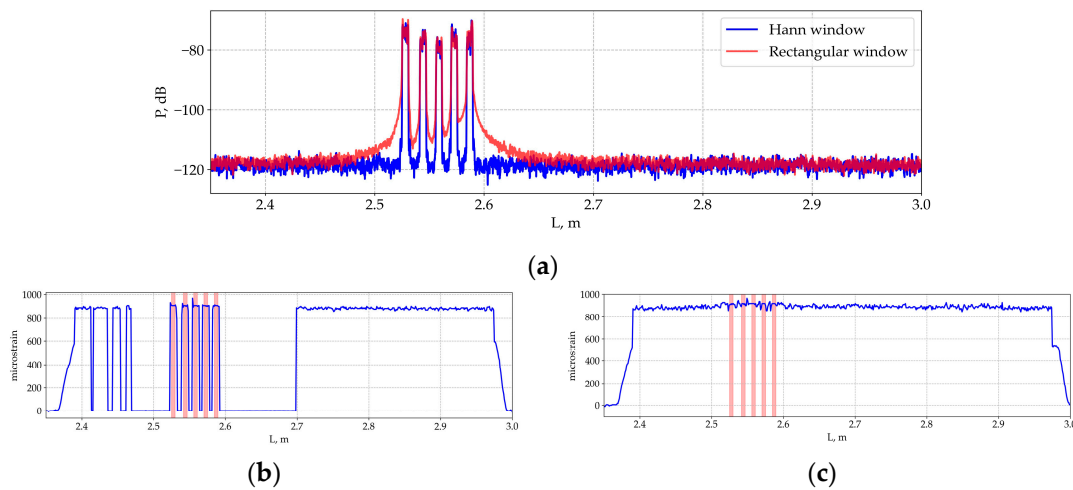 −80
−100
−120
P, dB
Hann window
Rectangular window
2.4 2.5 2.6 2.7 2.8 2.9 3.0
L, m
(a)
1000
800
600
400
200
0
microstrain
2.4 2.5 2.6 2.7 2.8 2.9 3.0
L, m
(b)
1000
800
600
400
200
0
microstrain
2.4 2.5 2.6 2.7 2.8 2.9 3.0
L, m
(c)